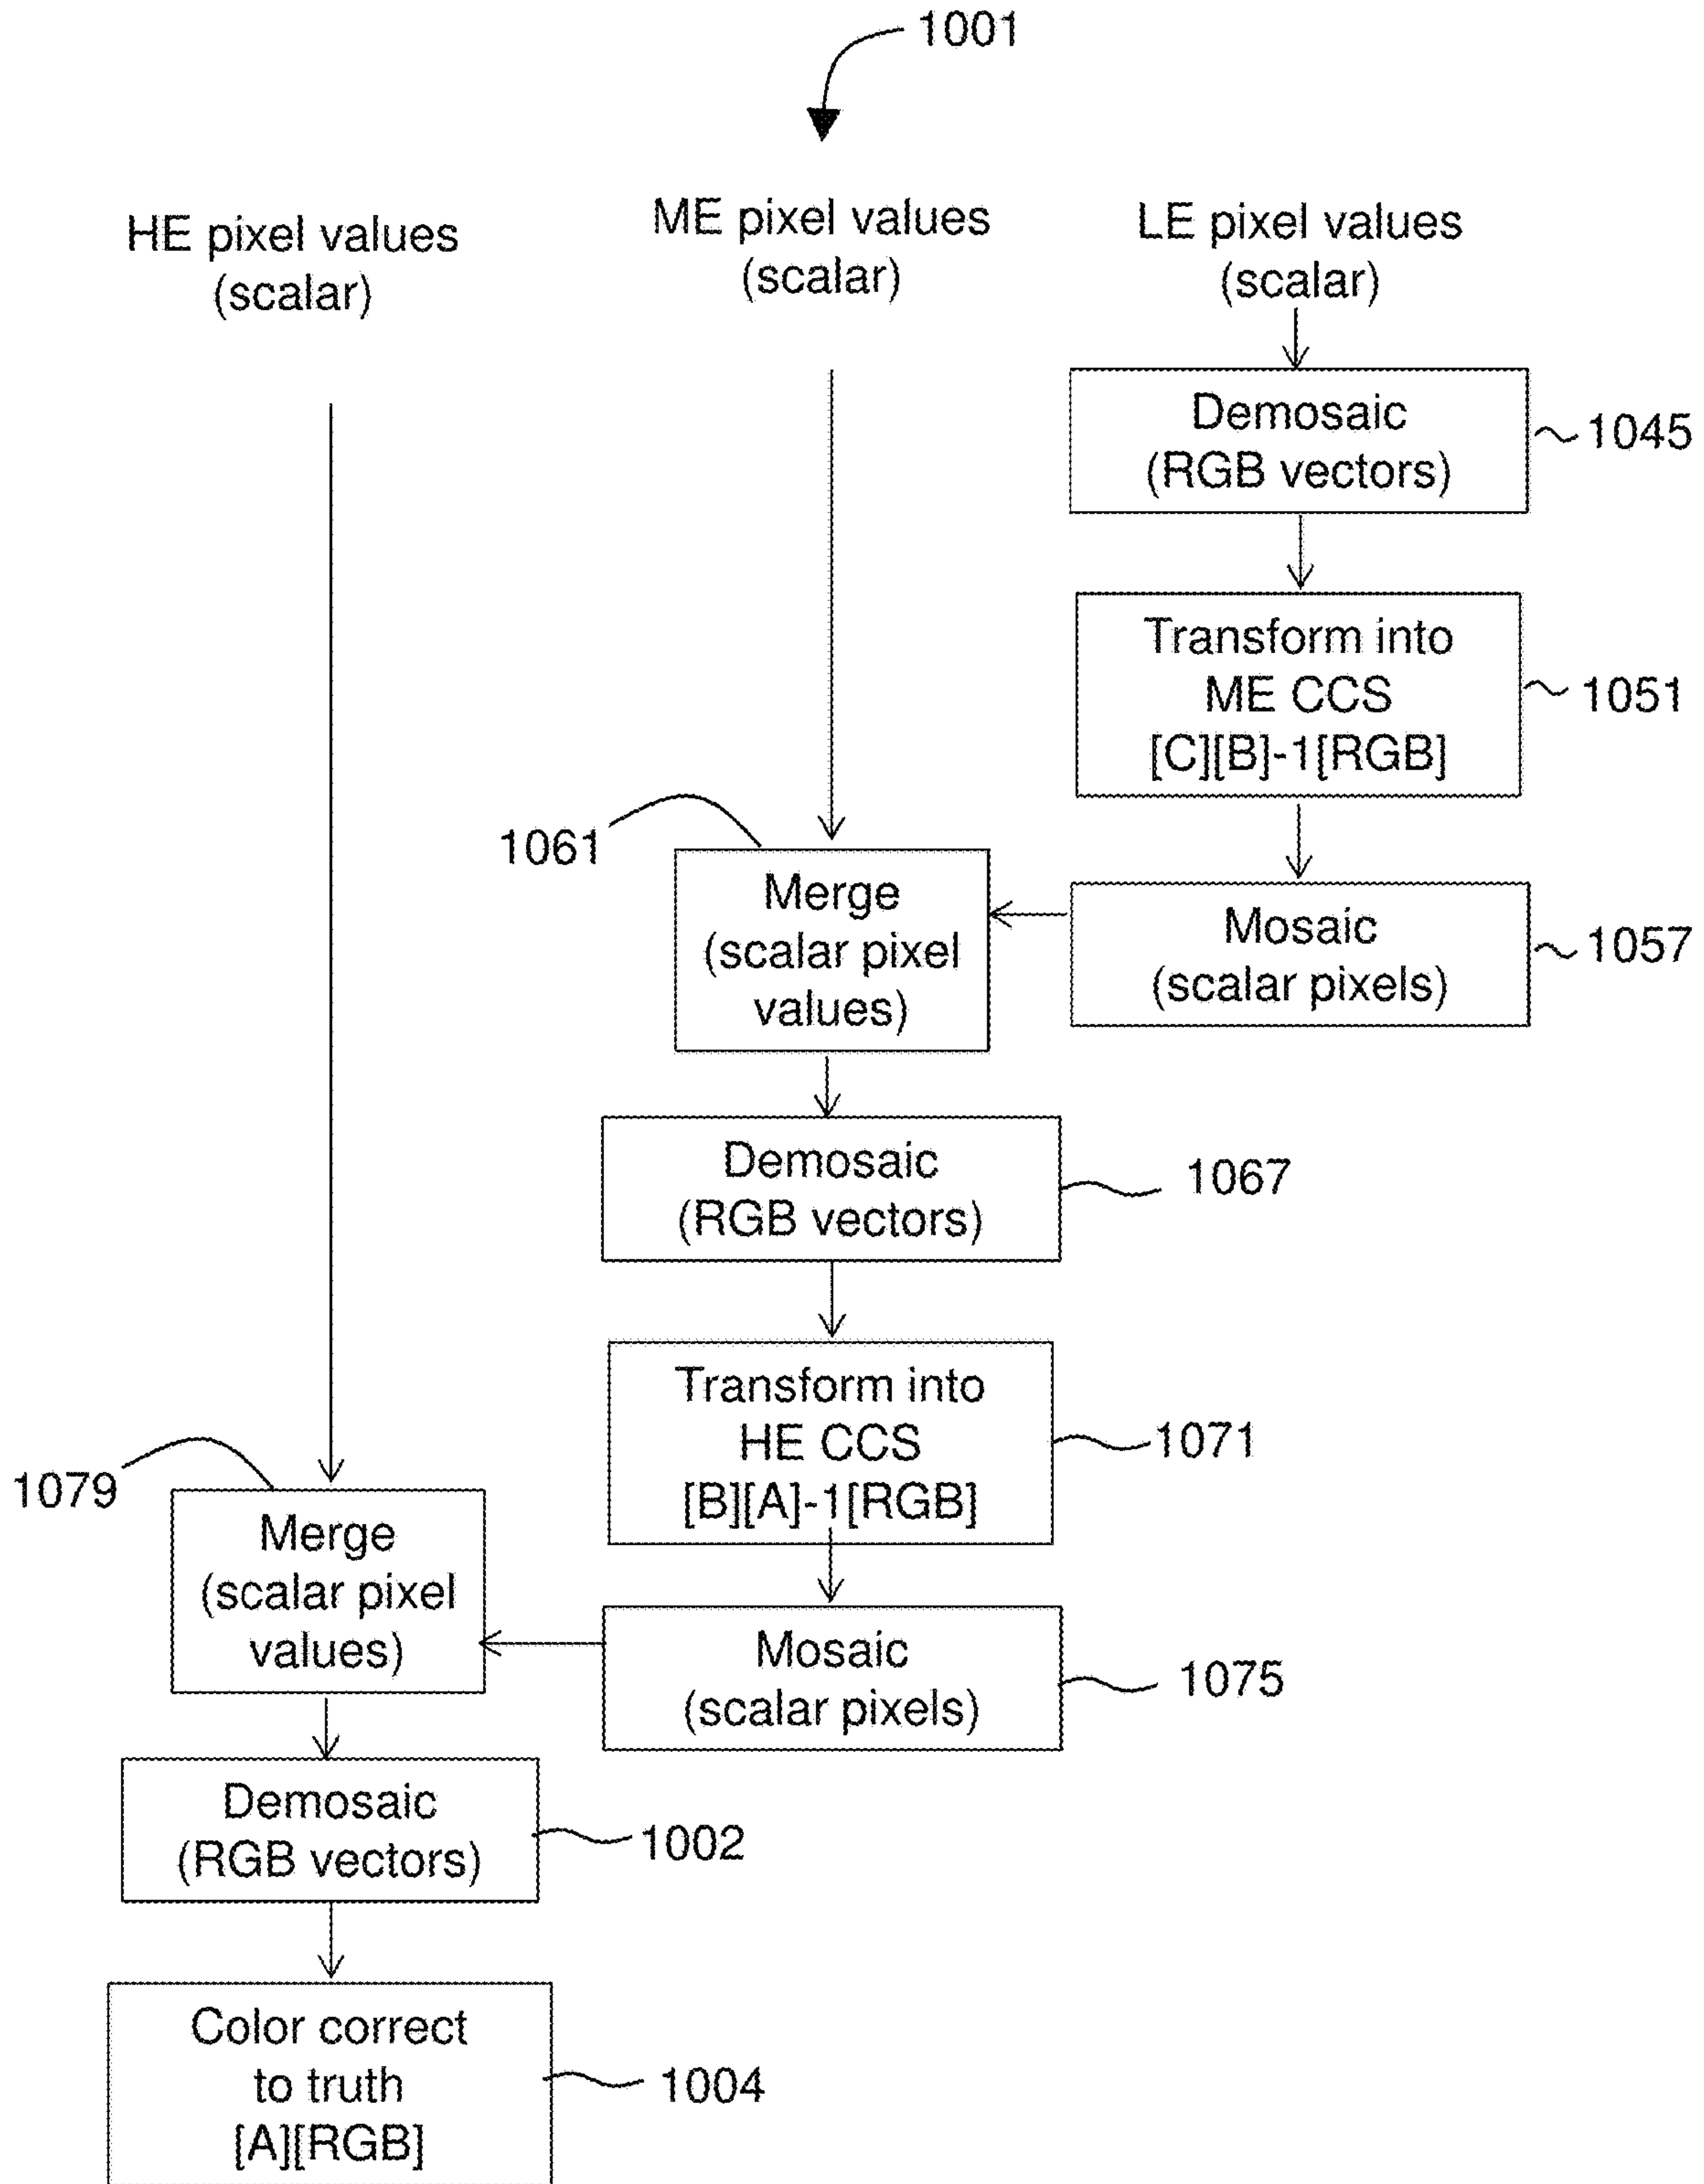 1001
HE pixel values
(scalar)
ME pixel values
(scalar)
LE pixel values
(scalar)
Demosaic
(RGB vectors)
1045
Transform into
ME CCS
[C][B]-1[RGB]
1051
1061
Merge
(scalar pixel
values)
Mosaic
(scalar pixels)
1057
Demosaic
(RGB vectors)
1067
Transform into
HE CCS
[B][A]-1[RGB]
1071
1079
Merge
(scalar pixel
values)
Mosaic
(scalar pixels)
1075
Demosaic
(RGB vectors)
1002
Color correct
to truth
[A][RGB]
1004